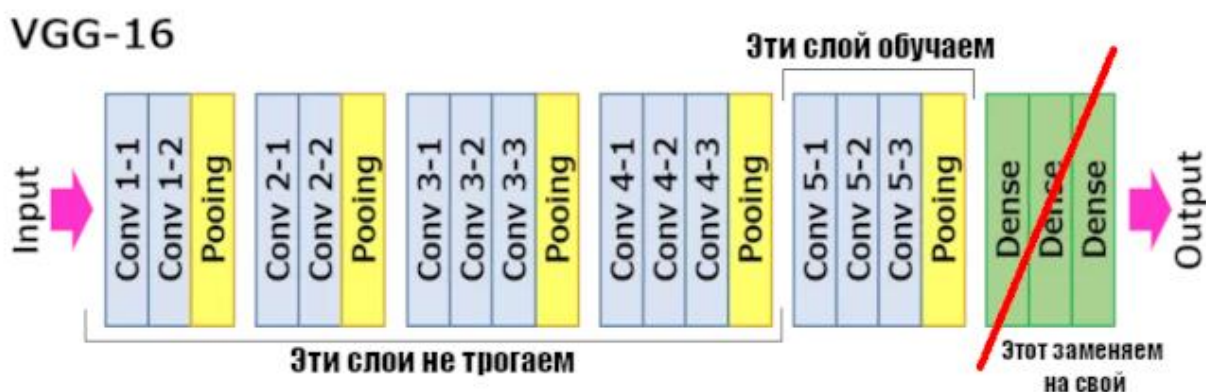 VGG-16
Эти слой обучаем
Input
Conv 1-1
Conv 1-2
Pooing
Conv 2-1
Conv 2-2
Pooing
Conv 3-1
Conv 3-2
Conv 3-3
Pooing
Conv 4-1
Conv 4-2
Conv 4-3
Pooing
Conv 5-1
Conv 5-2
Conv 5-3
Pooing
Dense
Dense
Dense
Output
Эти слои не трогаем
Этот заменяем
на свой